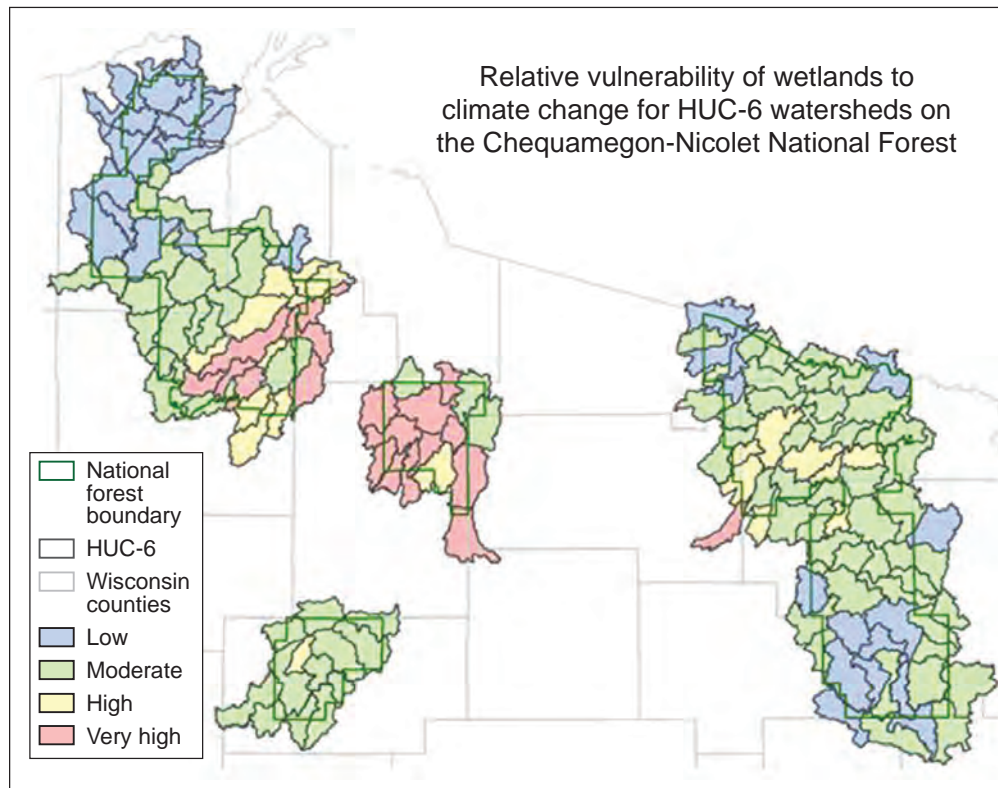 Relative vulnerability of wetlands to
climate change for HUC-6 watersheds on
the Chequamegon-Nicolet National Forest
National
forest
boundary
HUC-6
Wisconsin
counties
Low
Moderate
High
Very high